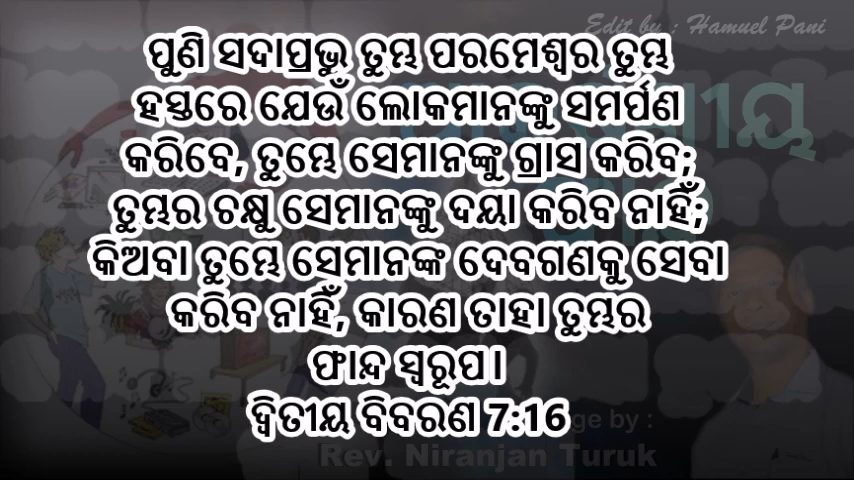 Edit by : Hamuel Pani
ପୁଣି ସଦାପ୍ରଭୁ ତୁମ୍ଭ ପରମେଶ୍ୱର ତୁମ୍ଭ
ହସ୍ତରେ ଯେଉଁ ଲୋକମାନଙ୍କୁ ସମର୍ପଣ
କରିବେ, ତୁମ୍ଭେ ସେମାନଙ୍କୁ ଗ୍ରାସ କରିବ;
ତୁମ୍ଭର ଚକ୍ଷୁ ସେମାନଙ୍କୁ ଦୟା କରିବ ନାହିଁ;
କିଅବା ତୁମ୍ଭେ ସେମାନଙ୍କ ଦେବଗଣକୁ ସେବା
କରିବ ନାହିଁ, କାରଣ ତାହା ତୁମ୍ଭର
ଫାନ୍ଦ ସ୍ୱରୂପ।
ଦ୍ୱିତୀୟ ବିବରଣ 7:16
by :
Rev. Niranjan Turuk